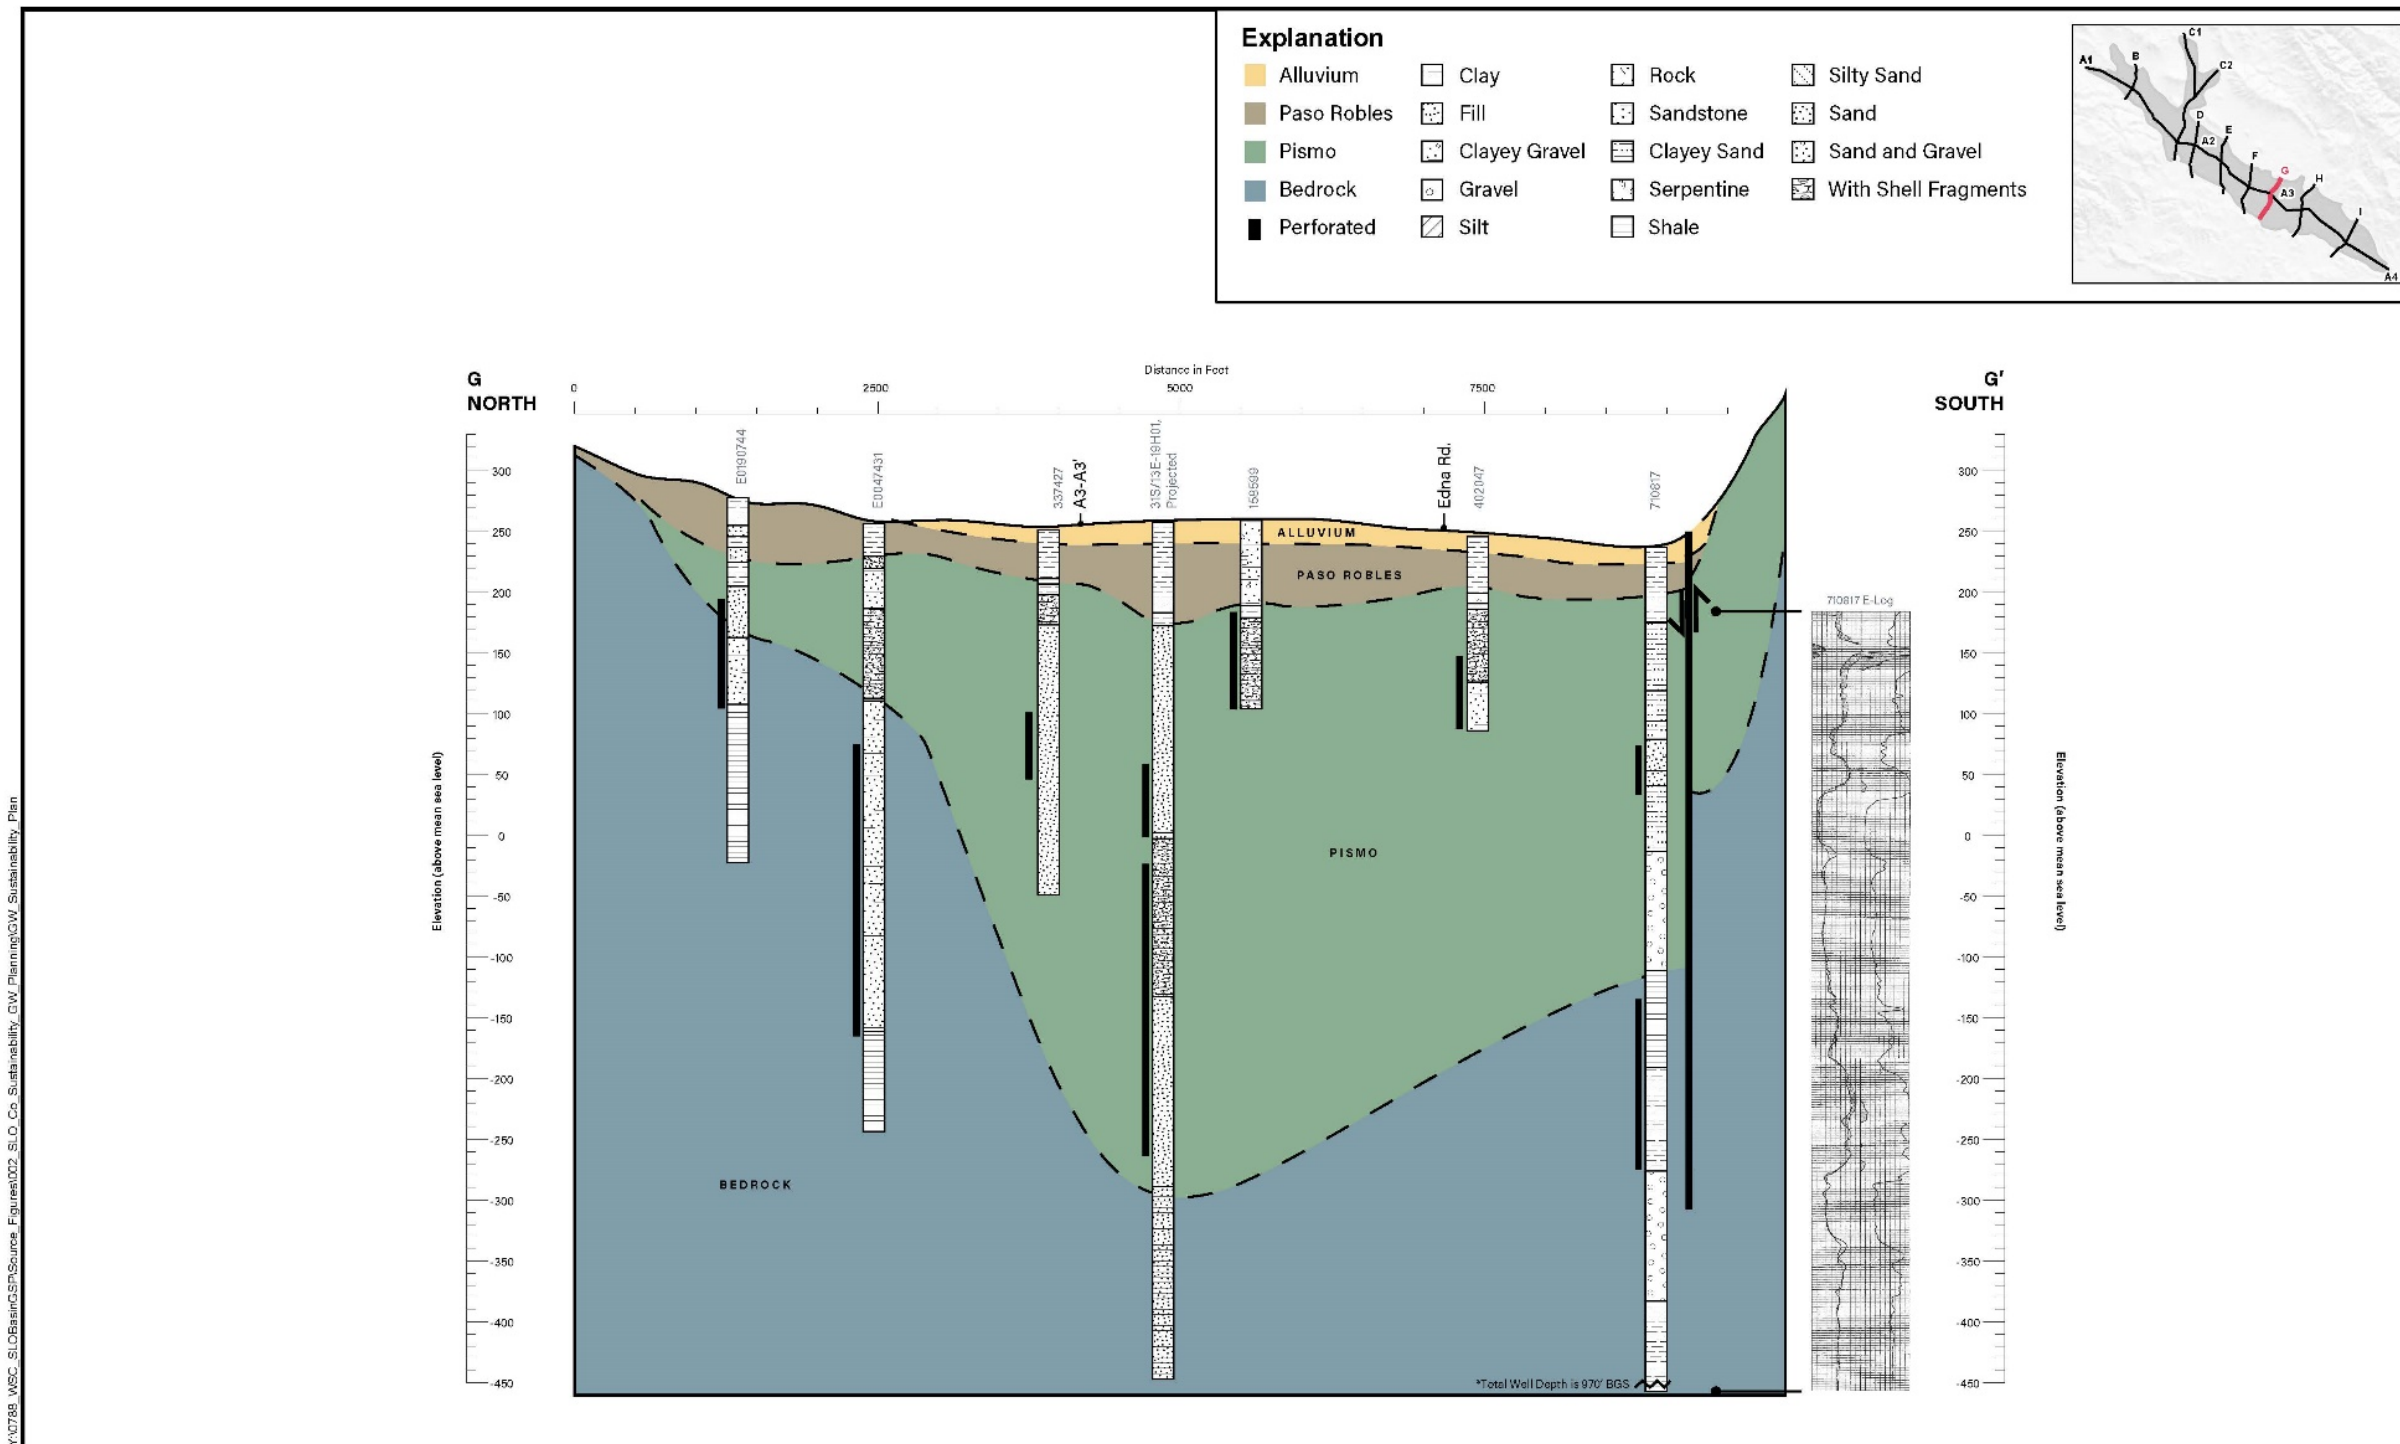 Explanation
Alluvium
Paso Robles
Pismo
Bedrock
Perforated
Clay
Fill
Clayey Gravel
Gravel
Silt
Rock
Sandstone
Clayey Sand
Serpentine
Shale
Silty Sand
Sand
Sand and Gravel
With Shell Fragments
A1
B
C1
C2
D
A2
E
F
G
A3
H
I
A4
Distance in Feet
0
2500
5000
7500
G
NORTH
G'
SOUTH
E0190744
E0047431
337427
A3-A3'
31S/13E-19H01,
Projected
158599
Edna Rd.
402047
710817
ALLUVIUM
PASO ROBLES
PISMO
BEDROCK
710817 E-Log
*Total Well Depth is 970' BGS
Elevation (above mean sea level)
300
250
200
150
100
50
0
-50
-100
-150
-200
-250
-300
-350
-400
-450
300
250
200
150
100
50
0
-50
-100
-150
-200
-250
-300
-350
-400
-450
Elevation (above mean sea level)
Y:\0788_WSC_SLOBasinGSP\Source_Figures\002_SLO_Co_Sustainability_GW_Planning\GW_Sustainability_Plan